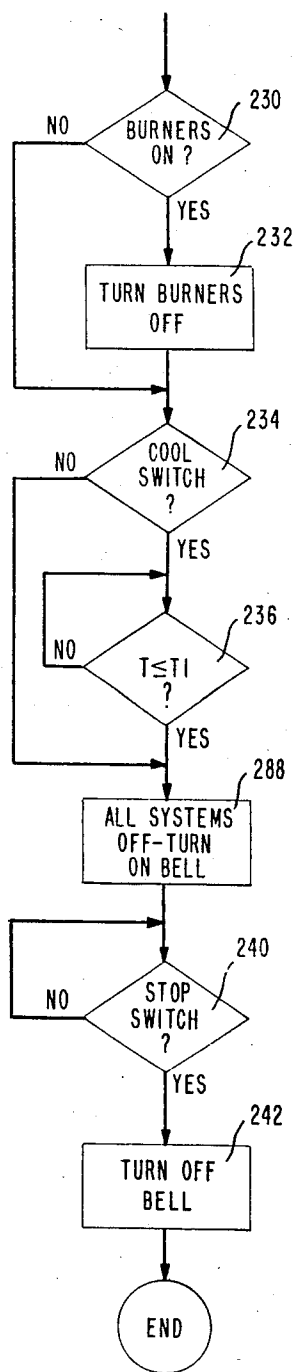 230
NO
BURNERS
ON ?
YES
232
TURN BURNERS
OFF
234
NO
COOL
SWITCH
?
YES
236
NO
T≦TI
?
YES
288
ALL SYSTEMS
OFF-TURN
ON BELL
240
NO
STOP
SWITCH
?
YES
242
TURN OFF
BELL
END